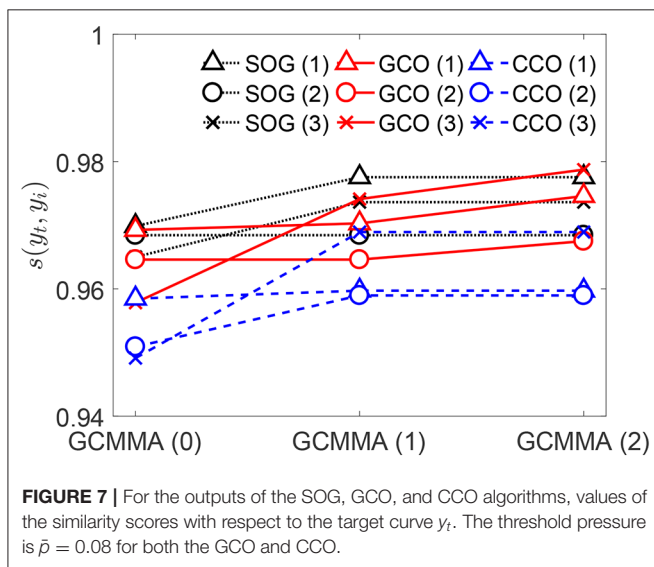 1
SOG (1) GCO (1) CCO (1)
SOG (2) GCO (2) CCO (2)
SOG (3) GCO (3) CCO (3)
0.98
s(yₜ, yᵢ)
0.96
0.94
GCMMA (0) GCMMA (1) GCMMA (2)
FIGURE 7 | For the outputs of the SOG, GCO, and CCO algorithms, values of
the similarity scores with respect to the target curve yₜ. The threshold pressure
is p̄ = 0.08 for both the GCO and CCO.